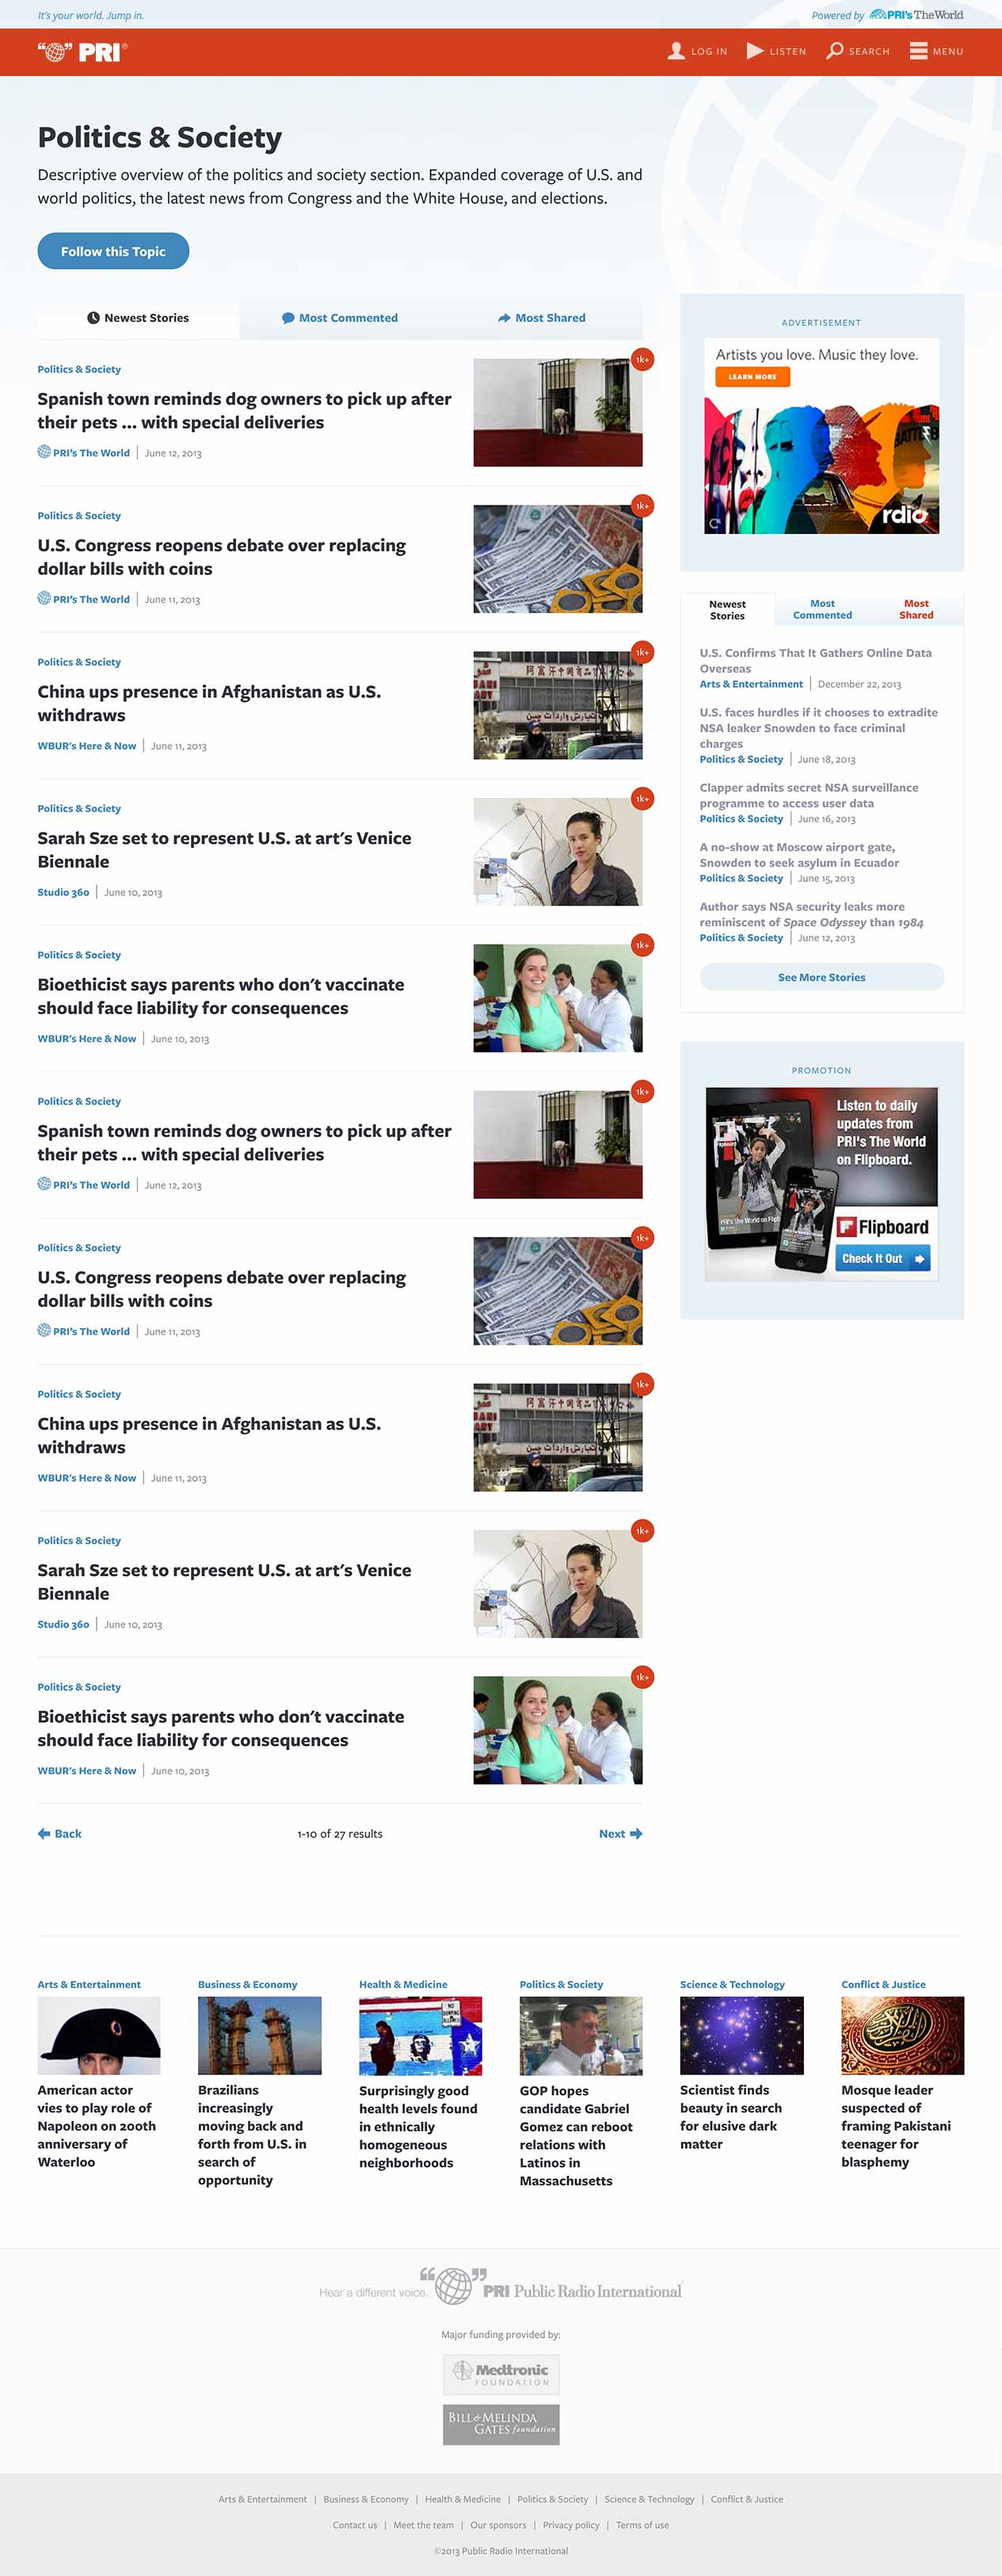 It's your world. Jump in.
Powered by PRI's The World
PRI®
LOG IN
LISTEN
SEARCH
MENU
Politics & Society
Descriptive overview of the politics and society section. Expanded coverage of U.S. and
world politics, the latest news from Congress and the White House, and elections.
Follow this Topic
Newest Stories
Most Commented
Most Shared
Politics & Society
1k+
Spanish town reminds dog owners to pick up after
their pets ... with special deliveries
PRI's The World | June 12, 2013
Politics & Society
1k+
U.S. Congress reopens debate over replacing
dollar bills with coins
PRI's The World | June 11, 2013
Politics & Society
1k+
China ups presence in Afghanistan as U.S.
withdraws
WBUR's Here & Now | June 11, 2013
Politics & Society
1k+
Sarah Sze set to represent U.S. at art's Venice
Biennale
Studio 360 | June 10, 2013
Politics & Society
1k+
Bioethicist says parents who don't vaccinate
should face liability for consequences
WBUR's Here & Now | June 10, 2013
Politics & Society
1k+
Spanish town reminds dog owners to pick up after
their pets ... with special deliveries
PRI's The World | June 12, 2013
Politics & Society
1k+
U.S. Congress reopens debate over replacing
dollar bills with coins
PRI's The World | June 11, 2013
Politics & Society
1k+
China ups presence in Afghanistan as U.S.
withdraws
WBUR's Here & Now | June 11, 2013
Politics & Society
1k+
Sarah Sze set to represent U.S. at art's Venice
Biennale
Studio 360 | June 10, 2013
Politics & Society
1k+
Bioethicist says parents who don't vaccinate
should face liability for consequences
WBUR's Here & Now | June 10, 2013
Back
1-10 of 27 results
Next
ADVERTISEMENT
Artists you love. Music they love.
LEARN MORE
rdio
Newest
Stories
Most
Commented
Most
Shared
U.S. Confirms That It Gathers Online Data
Overseas
Arts & Entertainment | December 22, 2013
U.S. faces hurdles if it chooses to extradite
NSA leaker Snowden to face criminal
charges
Politics & Society | June 18, 2013
Clapper admits secret NSA surveillance
programme to access user data
Politics & Society | June 16, 2013
A no-show at Moscow airport gate,
Snowden to seek asylum in Ecuador
Politics & Society | June 15, 2013
Author says NSA security leaks more
reminiscent of Space Odyssey than 1984
Politics & Society | June 12, 2013
See More Stories
PROMOTION
Listen to daily
updates from
PRI's The World
on Flipboard.
Flipboard
Check It Out
Arts & Entertainment
American actor
vies to play role of
Napoleon on 200th
anniversary of
Waterloo
Business & Economy
Brazilians
increasingly
moving back and
forth from U.S. in
search of
opportunity
Health & Medicine
NO
DUMPING
ALLOWED
Surprisingly good
health levels found
in ethnically
homogeneous
neighborhoods
Politics & Society
GOP hopes
candidate Gabriel
Gomez can reboot
relations with
Latinos in
Massachusetts
Science & Technology
Scientist finds
beauty in search
for elusive dark
matter
Conflict & Justice
Mosque leader
suspected of
framing Pakistani
teenager for
blasphemy
Hear a different voice. PRI Public Radio International
Major funding provided by:
Medtronic
FOUNDATION
BILL & MELINDA
GATES foundation
Arts & Entertainment | Business & Economy | Health & Medicine | Politics & Society | Science & Technology | Conflict & Justice
Contact us | Meet the team | Our sponsors | Privacy policy | Terms of use
©2013 Public Radio International